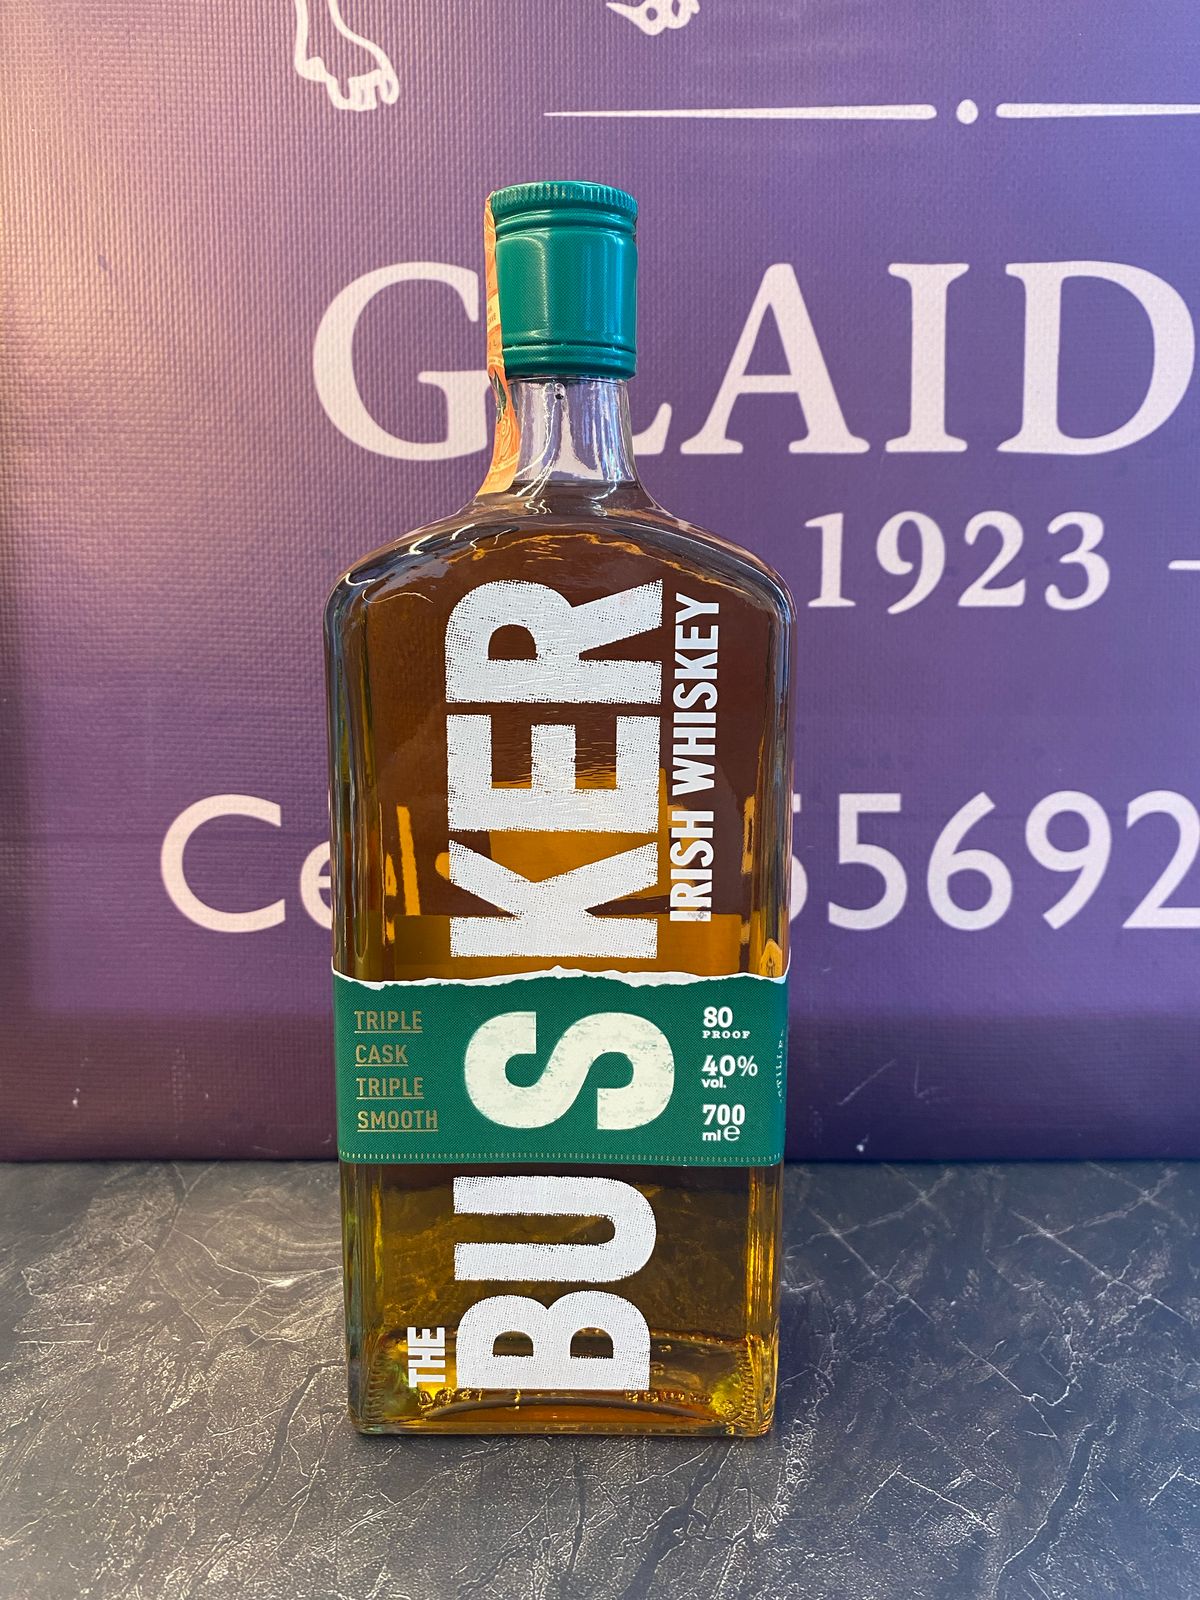 GLAID
1923
Ce
5692
THE
BUSKER
IRISH WHISKEY
TRIPLE
CASK
TRIPLE
SMOOTH
80
PROOF
40%
vol.
700
ml e